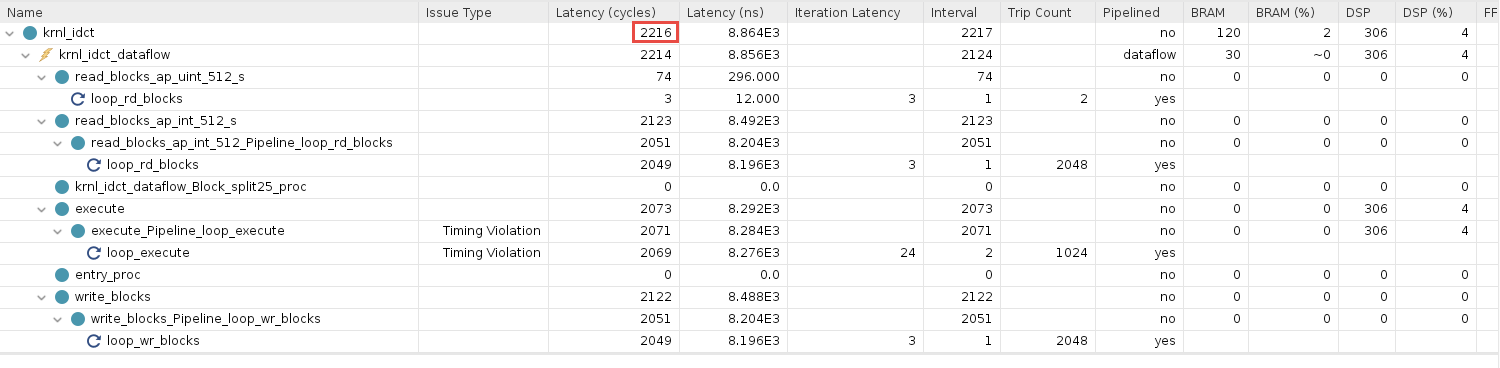 Name Issue Type Latency (cycles) Latency (ns) Iteration Latency Interval Trip Count Pipelined BRAM BRAM (%) DSP DSP (%) FF
krnl_idct 2216 8.864E3 2217 no 120 2 306 4
krnl_idct_dataflow 2214 8.856E3 2124 dataflow 30 ~0 306 4
read_blocks_ap_uint_512_s 74 296.000 74 no 0 0 0 0
loop_rd_blocks 3 12.000 3 1 2 yes
read_blocks_ap_int_512_s 2123 8.492E3 2123 no 0 0 0 0
read_blocks_ap_int_512_Pipeline_loop_rd_blocks 2051 8.204E3 2051 no 0 0 0 0
loop_rd_blocks 2049 8.196E3 3 1 2048 yes
krnl_idct_dataflow_Block_split25_proc 0 0.0 0 no 0 0 0 0
execute 2073 8.292E3 2073 no 0 0 306 4
execute_Pipeline_loop_execute Timing Violation 2071 8.284E3 2071 no 0 0 306 4
loop_execute Timing Violation 2069 8.276E3 24 2 1024 yes
entry_proc 0 0.0 0 no 0 0 0 0
write_blocks 2122 8.488E3 2122 no 0 0 0 0
write_blocks_Pipeline_loop_wr_blocks 2051 8.204E3 2051 no 0 0 0 0
loop_wr_blocks 2049 8.196E3 3 1 2048 yes